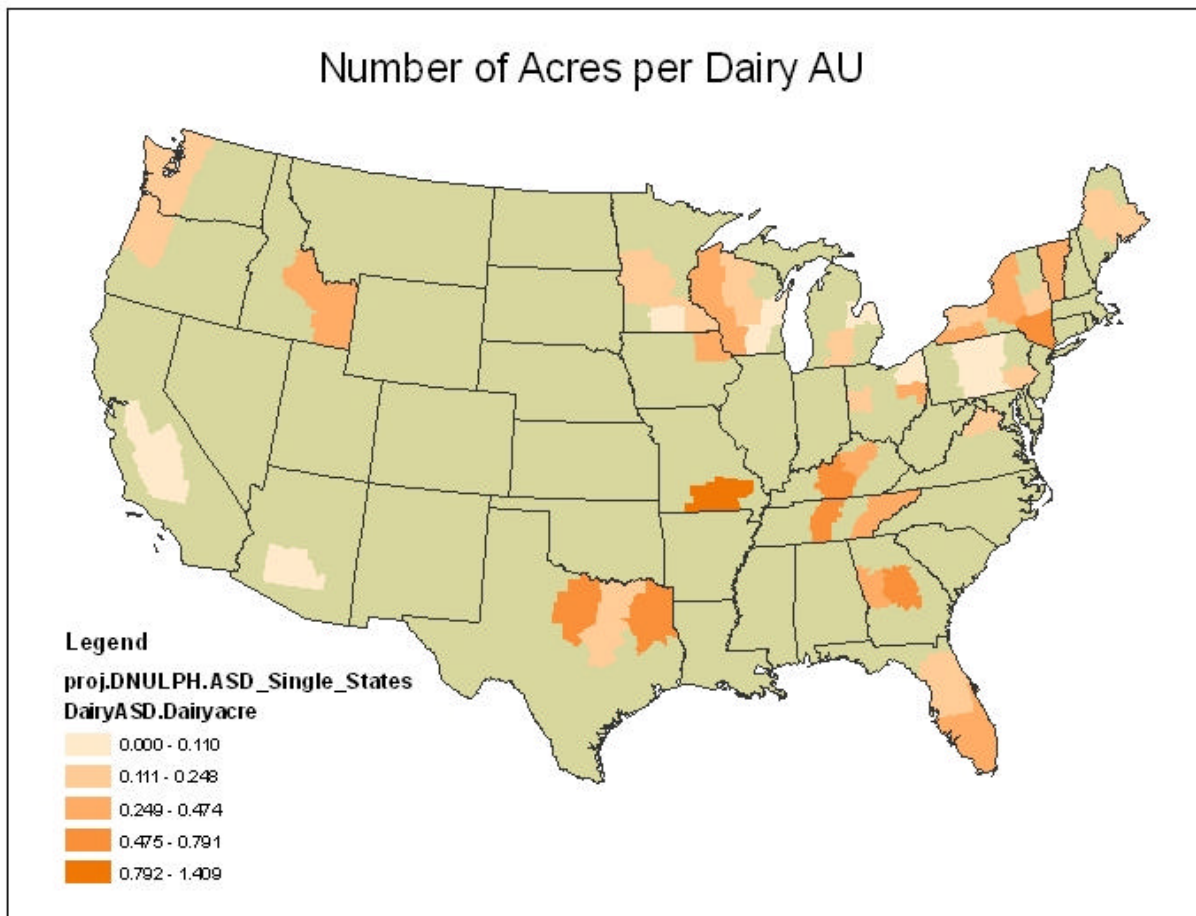 Number of Acres per Dairy AU
Legend
proj.DNULPH.ASD_Single_States
DairyASD.Dairyacre
0.000 - 0.110
0.111 - 0.248
0.249 - 0.474
0.475 - 0.791
0.792 - 1.409